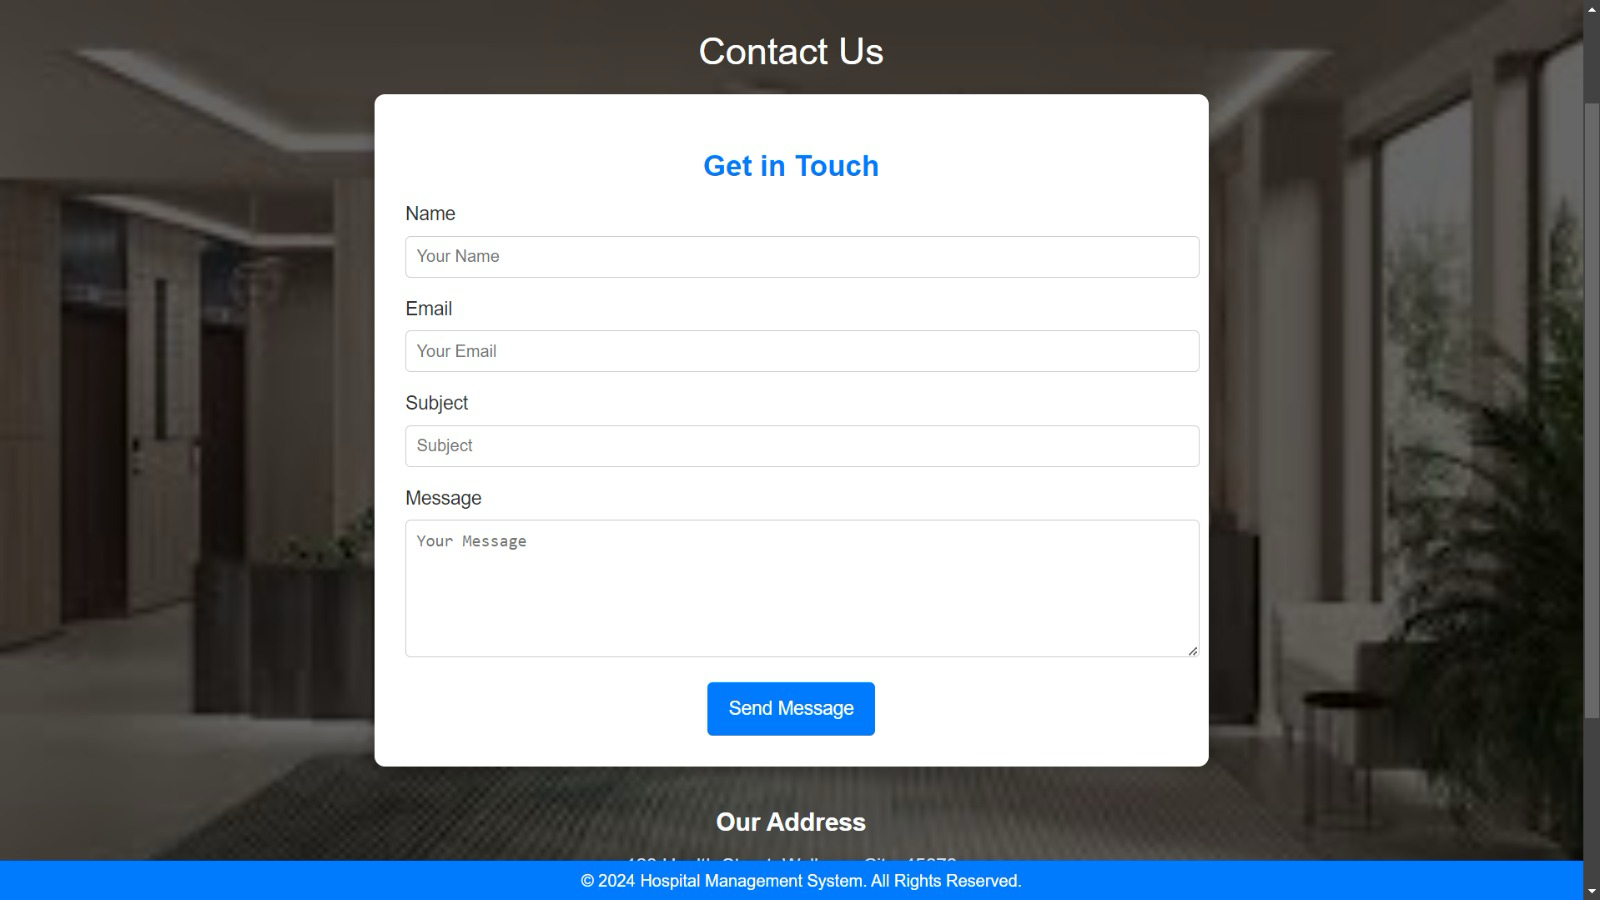 Contact Us
Get in Touch
Name
Your Name
Email
Your Email
Subject
Subject
Message
Your Message
Send Message
Our Address
© 2024 Hospital Management System. All Rights Reserved.